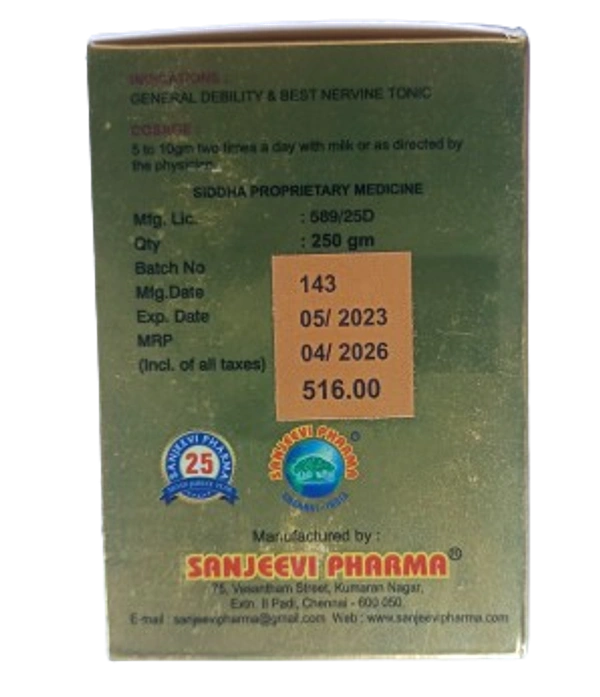 INDICATIONS :
GENERAL DEBILITY & BEST NERVINE TONIC
DOSAGE :
5 to 10gm two times a day with milk or as directed by
the physician.
SIDDHA PROPRIETARY MEDICINE
Mfg. Lic. : 589/25D
Qty : 250 gm
Batch No 143
Mfg.Date 05/ 2023
Exp. Date 04/ 2026
MRP 516.00
(Incl. of all taxes)
SANJEEVI PHARMA
25
SANJEEVI PHARMA
Manufactured by :
SANJEEVI PHARMA®
75, Vasantham Street, Kumaran Nagar,
Extn. II Padi, Chennai - 600 050.
E-mail : sanjeevipharma@gmail.com Web : www.sanjeevipharma.com